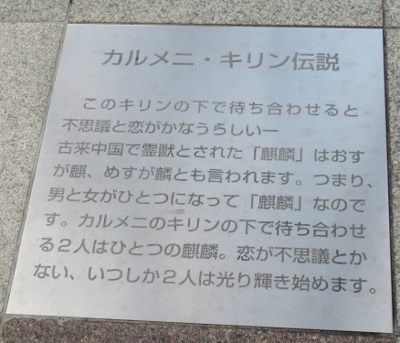 カルメニ・キリン伝説
このキリンの下で待ち合わせると
不思議と恋がかなうらしい―
古来中国で霊獣とされた「麒麟」はおす
が麒、めすが麟とも言われます。つまり、
男と女がひとつになって「麒麟」なので
す。カルメニのキリンの下で待ち合わせ
る2人はひとつの麒麟。恋が不思議とか
ない、いつしか2人は光り輝き始めます。